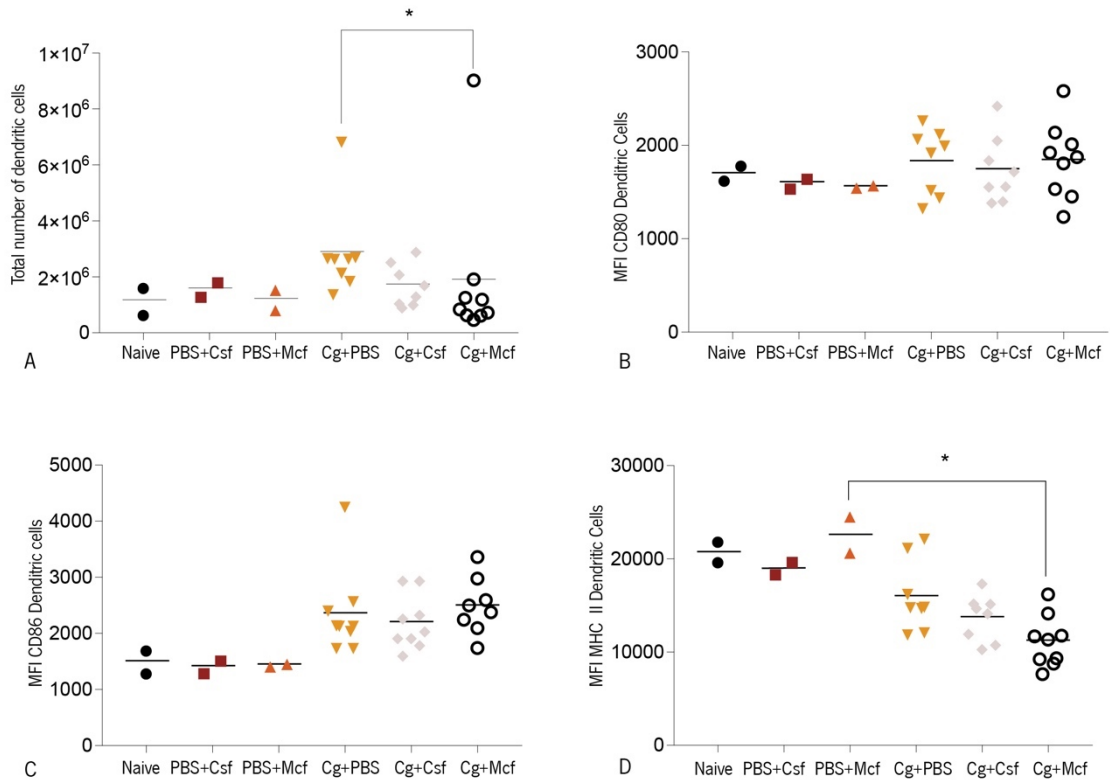 *
1×10⁷
8×10⁶
6×10⁶
4×10⁶
2×10⁶
0
Total number of dendritic cells
Naive PBS+Csf PBS+Mcf Cg+PBS Cg+Csf Cg+Mcf
A
3000
2000
1000
0
MFI CD80 Denditric Cells
Naive PBS+Csf PBS+Mcf Cg+PBS Cg+Csf Cg+Mcf
B
5000
4000
3000
2000
1000
0
MFI CD86 Denditric cells
Naive PBS+Csf PBS+Mcf Cg+PBS Cg+Csf Cg+Mcf
C
*
30000
20000
10000
0
MFI MHC II Dendritic Cells
Naive PBS+Csf PBS+Mcf Cg+PBS Cg+Csf Cg+Mcf
D